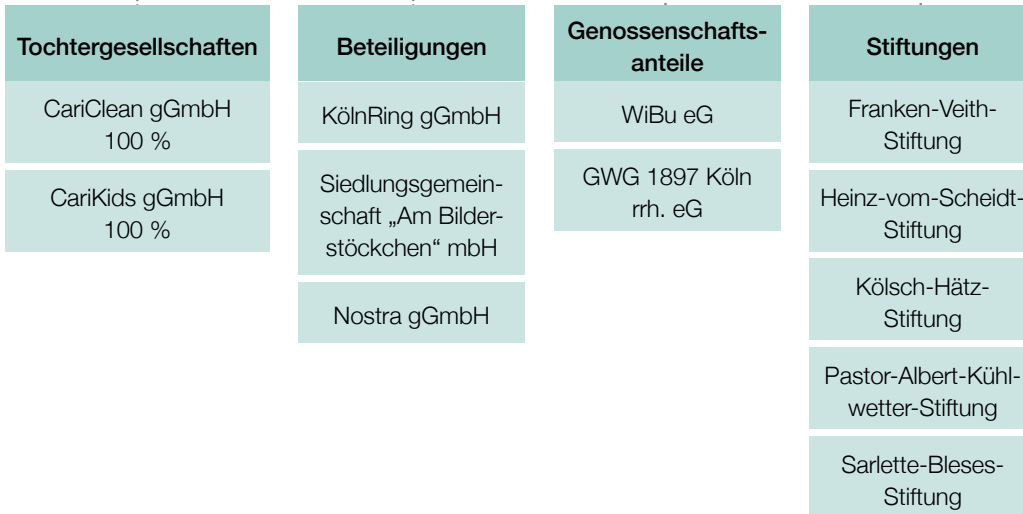 Tochtergesellschaften
CariClean gGmbH
100 %
CariKids gGmbH
100 %
Beteiligungen
KölnRing gGmbH
Siedlungsgemein-
schaft „Am Bilder-
stöckchen“ mbH
Nostra gGmbH
Genossenschafts-
anteile
WiBu eG
GWG 1897 Köln
rrh. eG
Stiftungen
Franken-Veith-
Stiftung
Heinz-vom-Scheidt-
Stiftung
Kölsch-Hätz-
Stiftung
Pastor-Albert-Kühl-
wetter-Stiftung
Sarlette-Bleses-
Stiftung